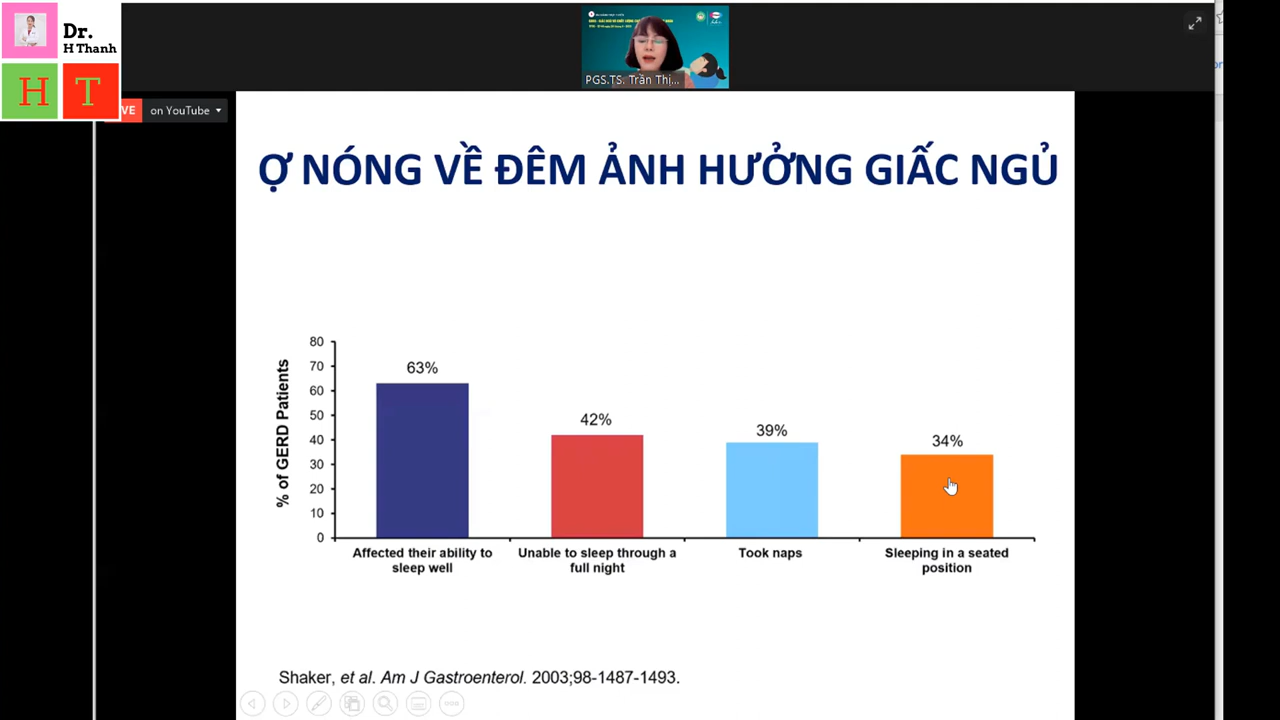 Dr.
H Thanh
H T
VE on YouTube
PGS.TS. Trần Thị...
Ợ NÓNG VỀ ĐÊM ẢNH HƯỞNG GIẤC NGỦ
% of GERD Patients
80
70
60
50
40
30
20
10
0
63%
42%
39%
34%
Affected their ability to
sleep well
Unable to sleep through a
full night
Took naps
Sleeping in a seated
position
Shaker, et al. Am J Gastroenterol. 2003;98-1487-1493.